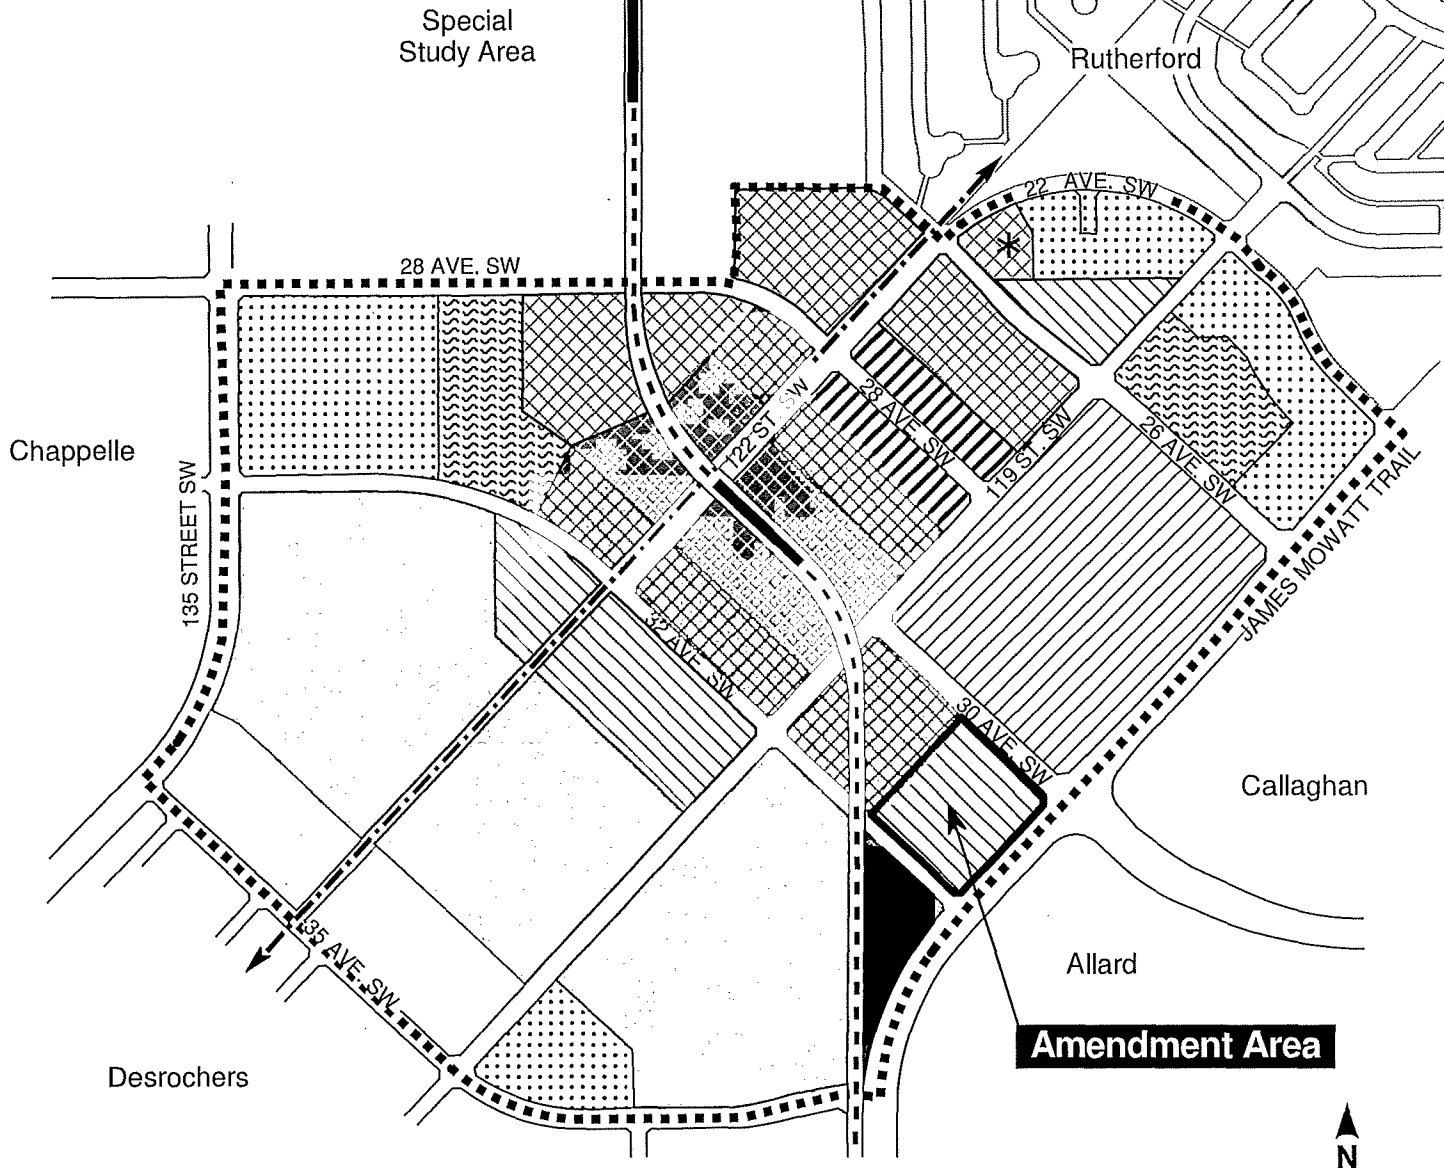 Special
Study Area
Rutherford
22 AVE. SW
28 AVE. SW
122 ST. SW
28 AVE. SW
119 ST. SW
26 AVE. SW
Chappelle
135 STREET SW
JAMES MOWATT TRAIL
32 AVE. SW
30 AVE. SW
Callaghan
35 AVE. SW
Allard
Amendment Area
Desrochers
N